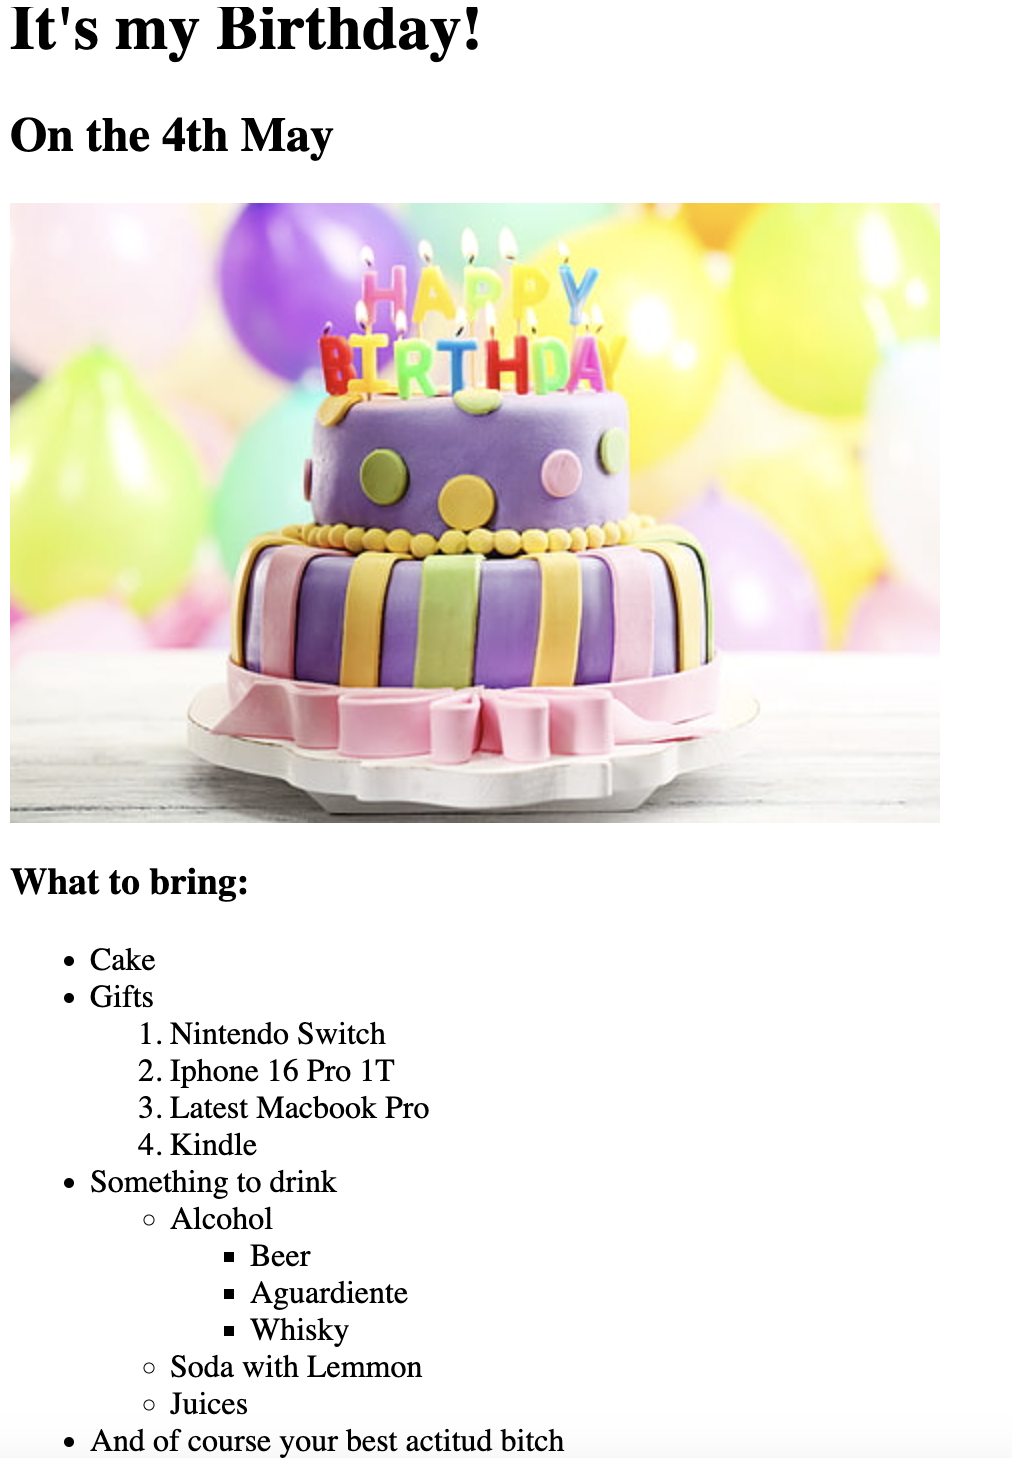 It's my Birthday!
On the 4th May
HAPPY
BIRTHDAY
What to bring:
• Cake
• Gifts
1. Nintendo Switch
2. Iphone 16 Pro 1T
3. Latest Macbook Pro
4. Kindle
• Something to drink
◦ Alcohol
▪ Beer
▪ Aguardiente
▪ Whisky
◦ Soda with Lemmon
◦ Juices
• And of course your best actitud bitch